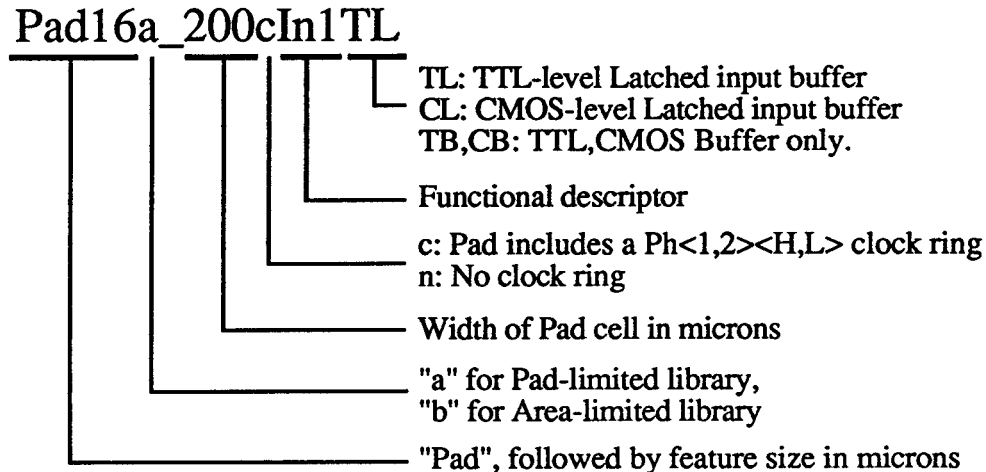 Pad16a_200cIn1TL
TL: TTL-level Latched input buffer
CL: CMOS-level Latched input buffer
TB,CB: TTL,CMOS Buffer only.
Functional descriptor
c: Pad includes a Ph<1,2><H,L> clock ring
n: No clock ring
Width of Pad cell in microns
"a" for Pad-limited library,
"b" for Area-limited library
"Pad", followed by feature size in microns